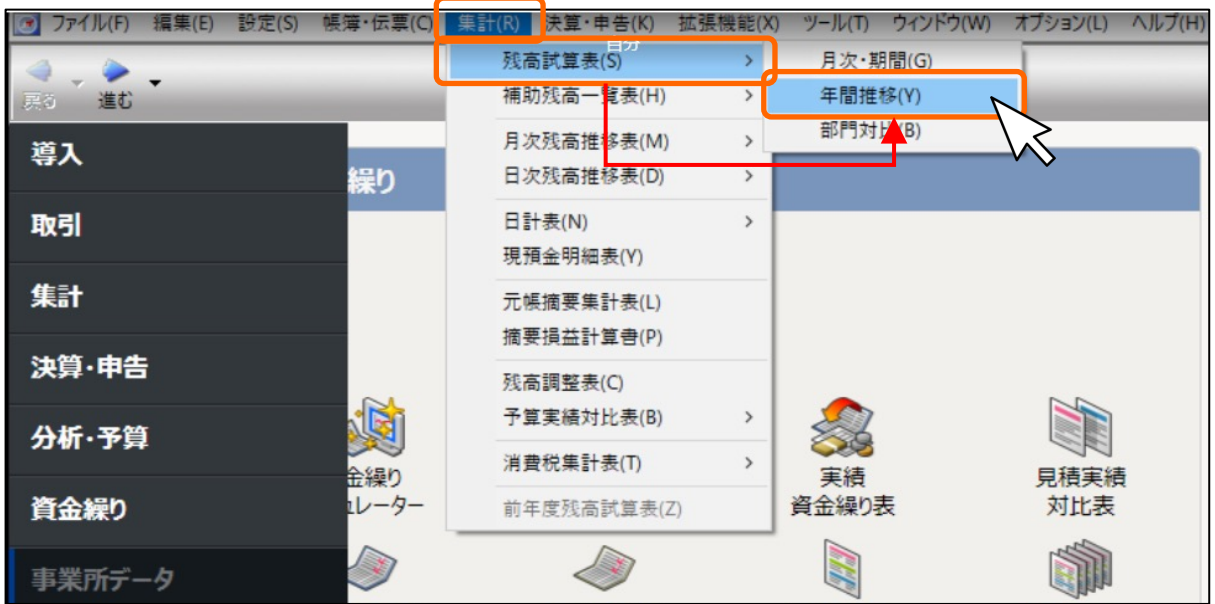 ファイル(F) 編集(E) 設定(S) 帳簿・伝票(C) 集計(R) 決算・申告(K) 拡張機能(X) ツール(T) ウィンドウ(W) オプション(L) ヘルプ(H)
自分
戻る 進む
残高試算表(S)
補助残高一覧表(H)
月次残高推移表(M)
日次残高推移表(D)
日計表(N)
現預金明細表(Y)
元帳摘要集計表(L)
摘要損益計算書(P)
残高調整表(C)
予算実績対比表(B)
消費税集計表(T)
前年度残高試算表(Z)
月次・期間(G)
年間推移(Y)
部門対比(B)
導入
取引
集計
決算・申告
分析・予算
資金繰り
事業所データ
繰り
金繰り
ュレーター
実績
資金繰り表
見積実績
対比表